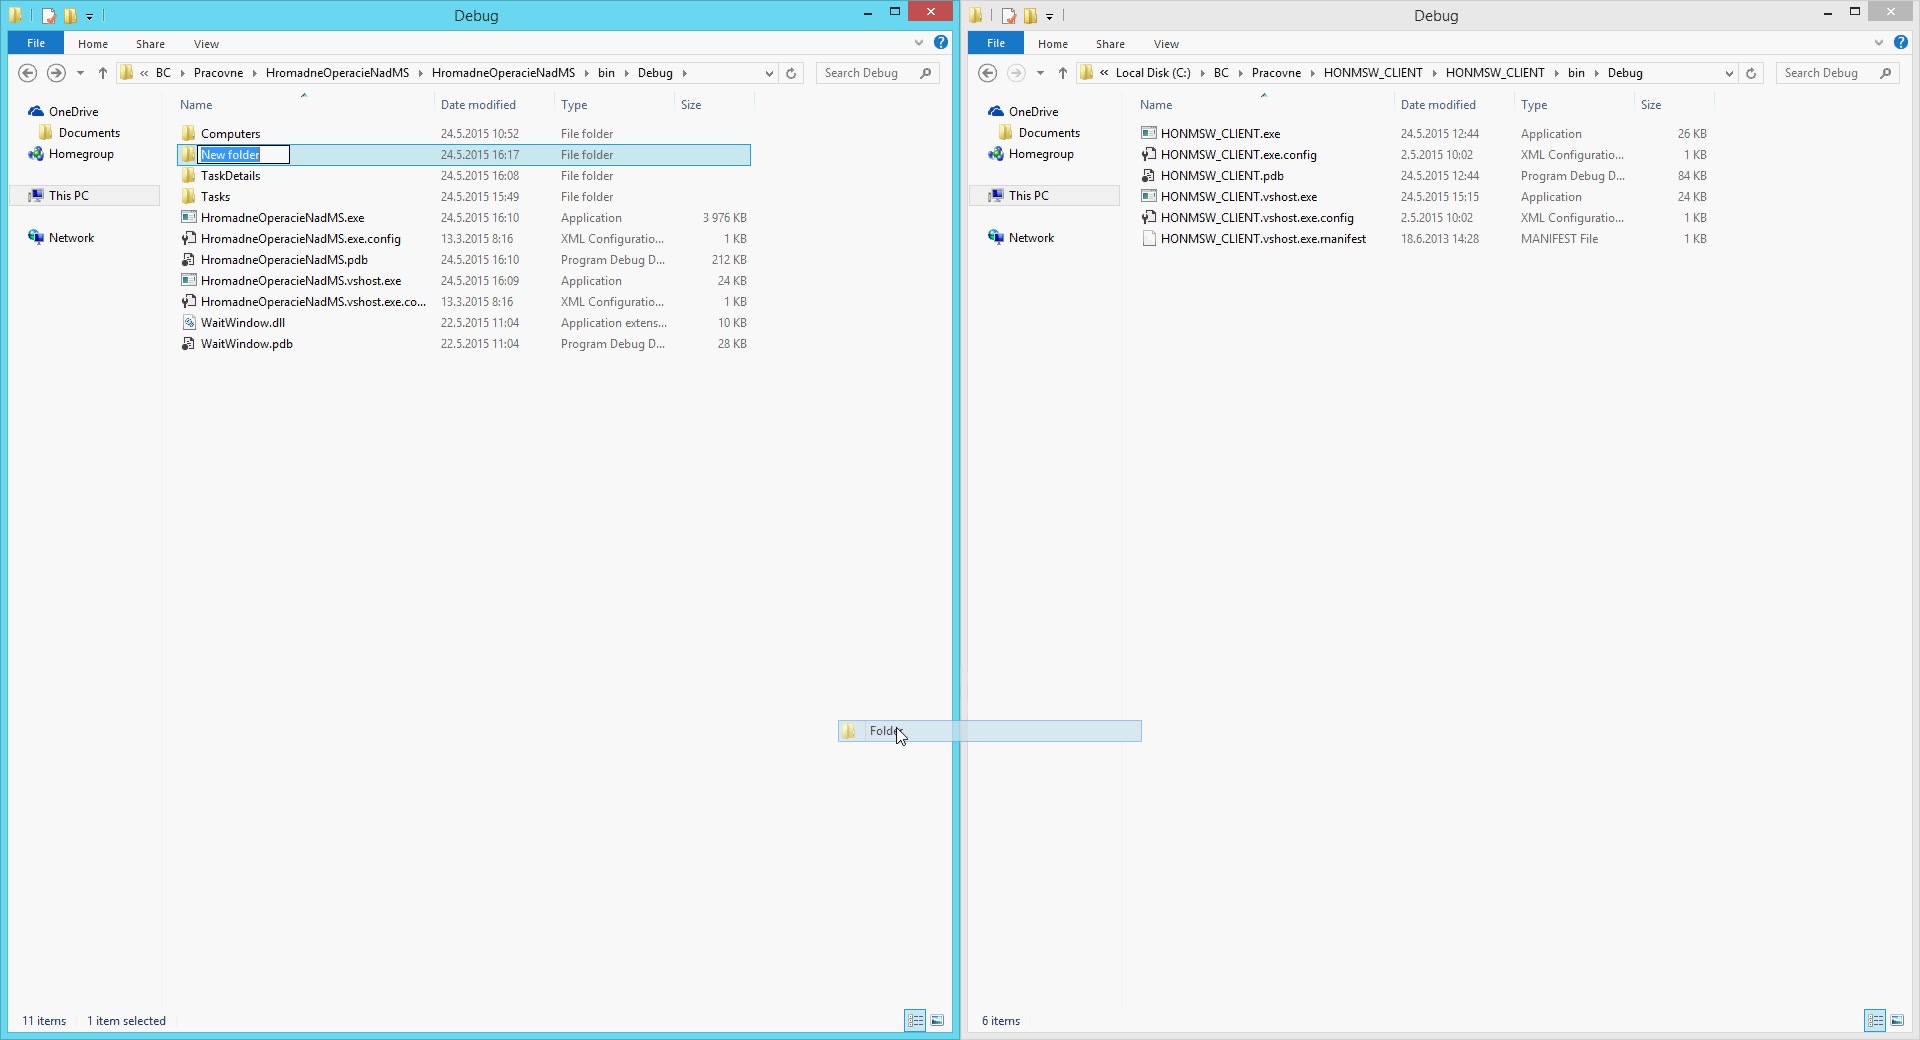 Debug
File Home Share View
« BC Pracovne HromadneOperacieNadMS HromadneOperacieNadMS bin Debug Search Debug
OneDrive
Documents
Homegroup
This PC
Network
Name Date modified Type Size
Computers 24.5.2015 10:52 File folder
New folder 24.5.2015 16:17 File folder
TaskDetails 24.5.2015 16:08 File folder
Tasks 24.5.2015 15:49 File folder
HromadneOperacieNadMS.exe 24.5.2015 16:10 Application 3 976 KB
HromadneOperacieNadMS.exe.config 13.3.2015 8:16 XML Configuratio... 1 KB
HromadneOperacieNadMS.pdb 24.5.2015 16:10 Program Debug D... 212 KB
HromadneOperacieNadMS.vshost.exe 24.5.2015 16:09 Application 24 KB
HromadneOperacieNadMS.vshost.exe.co... 13.3.2015 8:16 XML Configuratio... 1 KB
WaitWindow.dll 22.5.2015 11:04 Application extens... 10 KB
WaitWindow.pdb 22.5.2015 11:04 Program Debug D... 28 KB
Folder
11 items 1 item selected
Debug
File Home Share View
« Local Disk (C:) BC Pracovne HONMSW_CLIENT HONMSW_CLIENT bin Debug Search Debug
OneDrive
Documents
Homegroup
This PC
Network
Name Date modified Type Size
HONMSW_CLIENT.exe 24.5.2015 12:44 Application 26 KB
HONMSW_CLIENT.exe.config 2.5.2015 10:02 XML Configuratio... 1 KB
HONMSW_CLIENT.pdb 24.5.2015 12:44 Program Debug D... 84 KB
HONMSW_CLIENT.vshost.exe 24.5.2015 15:15 Application 24 KB
HONMSW_CLIENT.vshost.exe.config 2.5.2015 10:02 XML Configuratio... 1 KB
HONMSW_CLIENT.vshost.exe.manifest 18.6.2013 14:28 MANIFEST File 1 KB
6 items